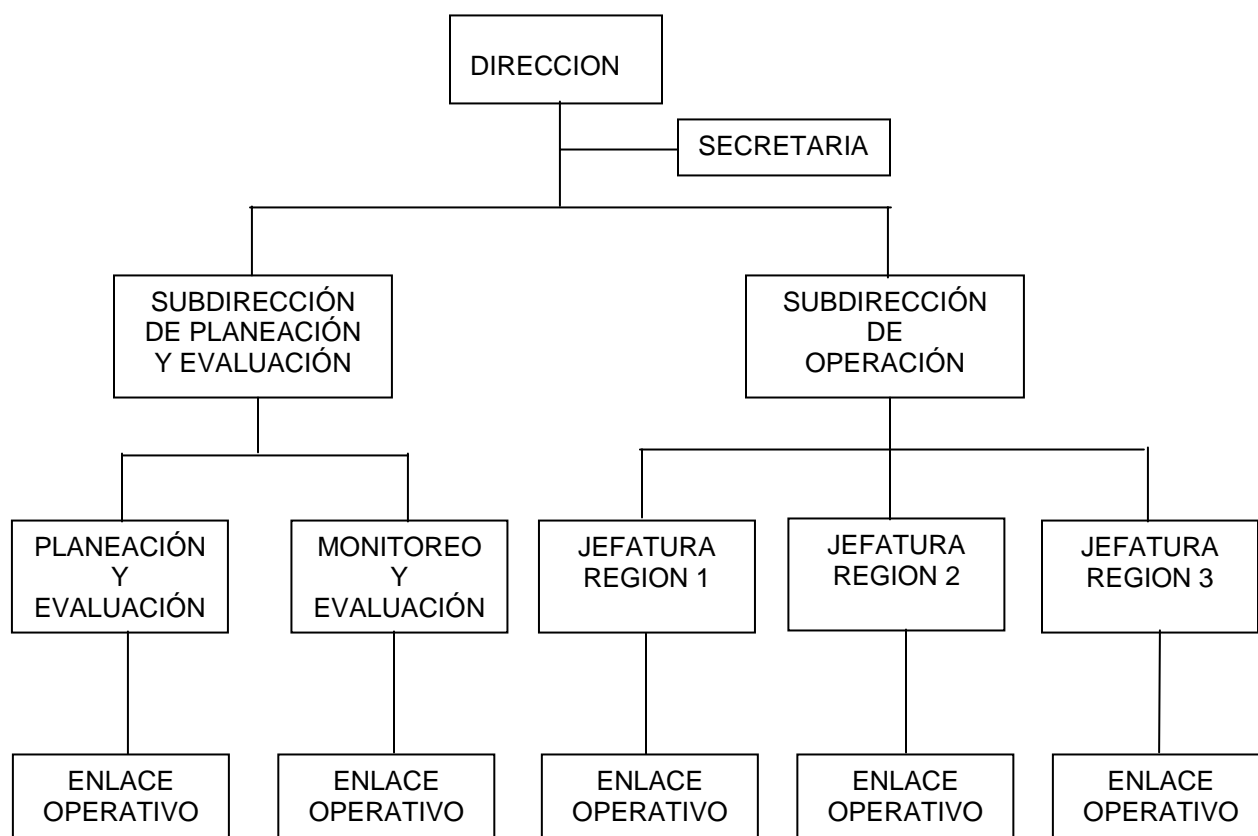 DIRECCION
SECRETARIA
SUBDIRECCIÓN
DE PLANEACIÓN
Y EVALUACIÓN
SUBDIRECCIÓN
DE
OPERACIÓN
PLANEACIÓN
Y
EVALUACIÓN
MONITOREO
Y
EVALUACIÓN
JEFATURA
REGION 1
JEFATURA
REGION 2
JEFATURA
REGION 3
ENLACE
OPERATIVO
ENLACE
OPERATIVO
ENLACE
OPERATIVO
ENLACE
OPERATIVO
ENLACE
OPERATIVO